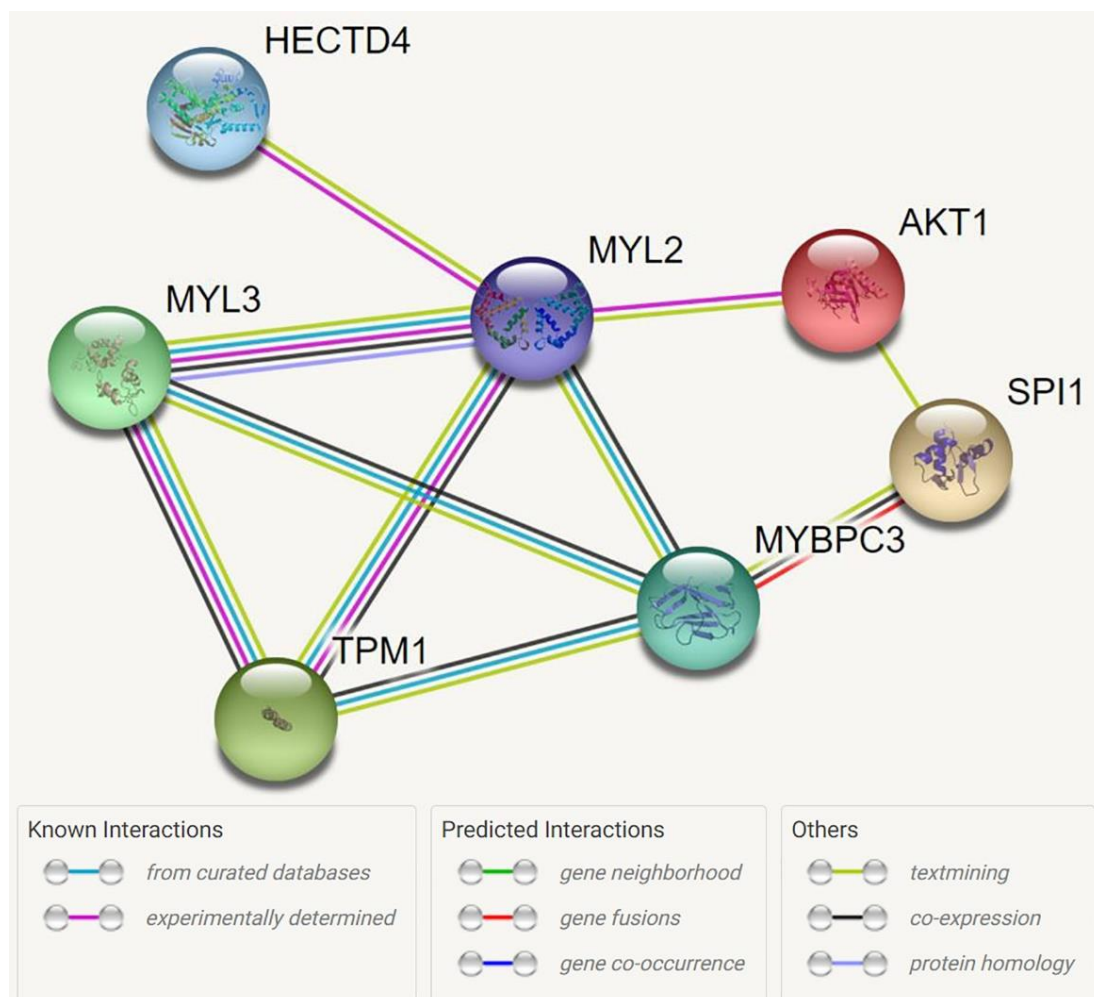 HECTD4
AKT1
MYL2
MYL3
SPI1
MYBPC3
TPM1
Known Interactions
from curated databases
experimentally determined
Predicted Interactions
gene neighborhood
gene fusions
gene co-occurrence
Others
textmining
co-expression
protein homology